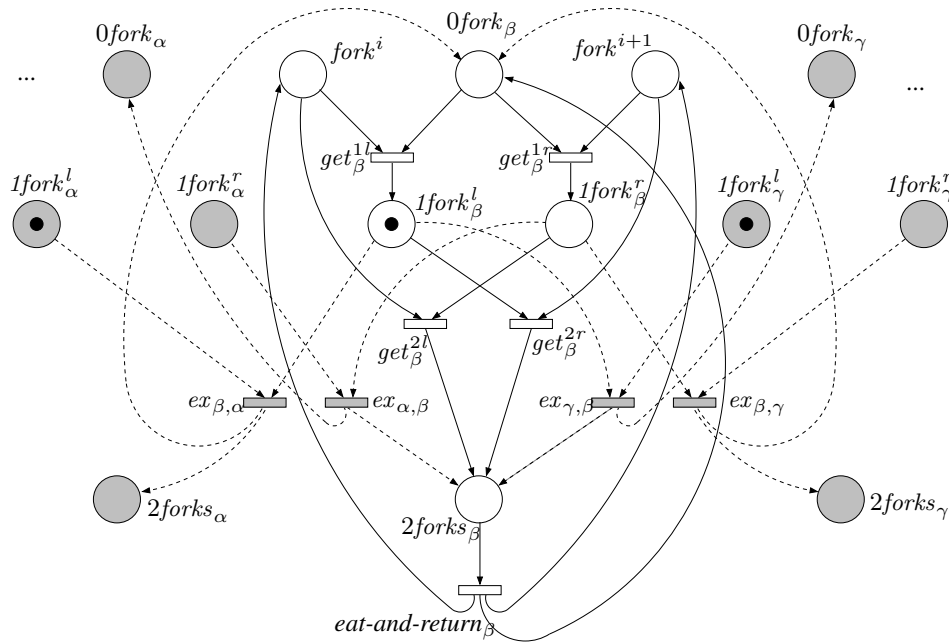 0fork_α
fork^i
0fork_β
fork^{i+1}
0fork_γ
...
...
get_β^{1l}
get_β^{1r}
1fork_α^l
1fork_α^r
1fork_β^l
1fork_β^r
1fork_γ^l
1fork_γ^r
get_β^{2l}
get_β^{2r}
ex_{β,α}
ex_{α,β}
ex_{γ,β}
ex_{β,γ}
2forks_α
2forks_β
2forks_γ
eat-and-return_β